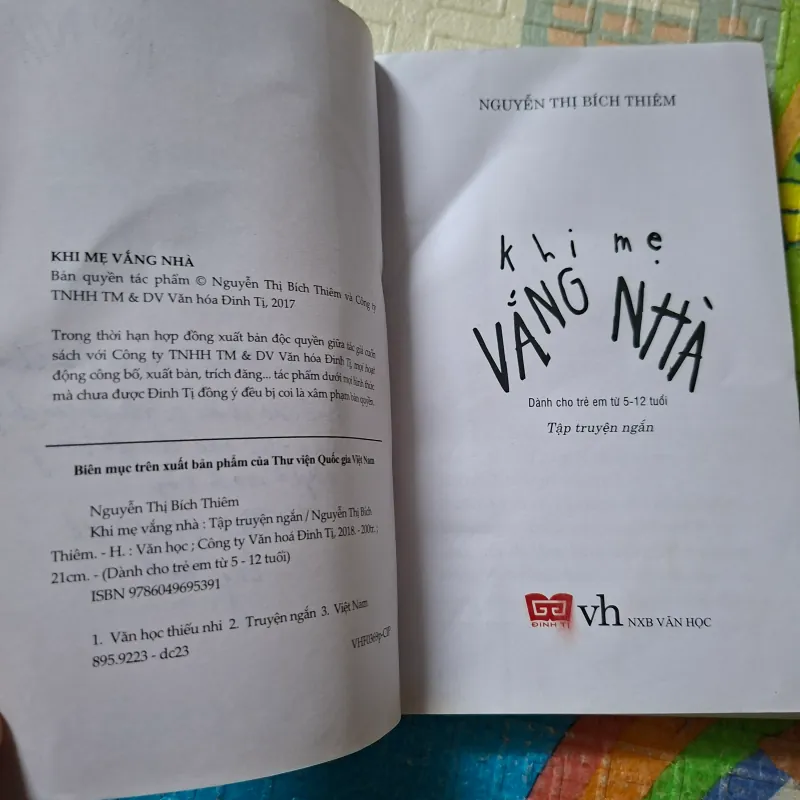 KHI MẸ VẮNG NHÀ
Bản quyền tác phẩm © Nguyễn Thị Bích Thiêm và Công ty
TNHH TM & DV Văn hóa Đinh Tị, 2017
Trong thời hạn hợp đồng xuất bản độc quyền giữa tác giả cuốn
sách với Công ty TNHH TM & DV Văn hóa Đinh Tị, mọi hoạt
động công bố, xuất bản, trích đăng... tác phẩm dưới mọi hình thức
mà chưa được Đinh Tị đồng ý đều bị coi là xâm phạm bản quyền.
Biên mục trên xuất bản phẩm của Thư viện Quốc gia Việt Nam
Nguyễn Thị Bích Thiêm
Khi mẹ vắng nhà : Tập truyện ngắn / Nguyễn Thị Bích
Thiêm. - H. : Văn học ; Công ty Văn hoá Đinh Tị, 2018. - 200tr. ;
21cm. - (Dành cho trẻ em từ 5 - 12 tuổi)
ISBN 9786049695391
1. Văn học thiếu nhi 2. Truyện ngắn 3. Việt Nam
895.9223 - dc23
VHF0369p-CIP
NGUYỄN THỊ BÍCH THIÊM
khi mẹ
VẮNG NHÀ
Dành cho trẻ em từ 5-12 tuổi
Tập truyện ngắn
ĐINH TỊ
vh NXB VĂN HỌC